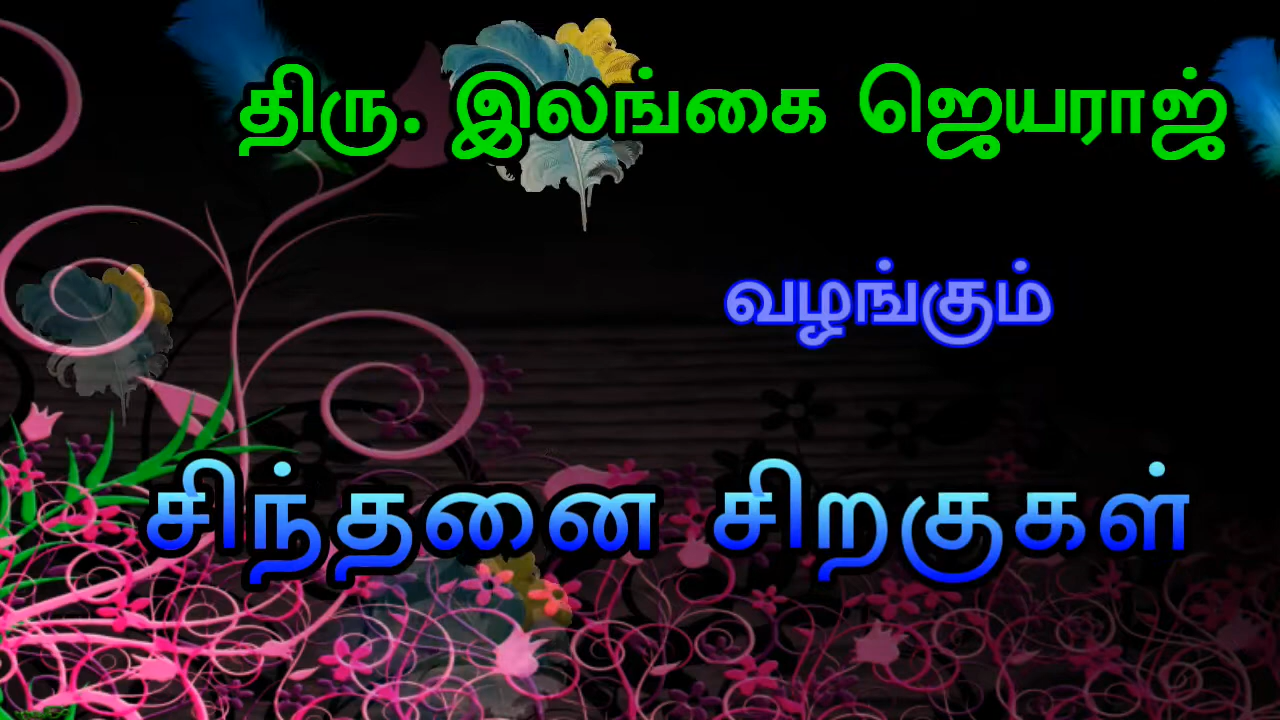 திரு. இலங்கை ஜெயராஜ்
வழங்கும்
சிந்தனை சிறகுகள்